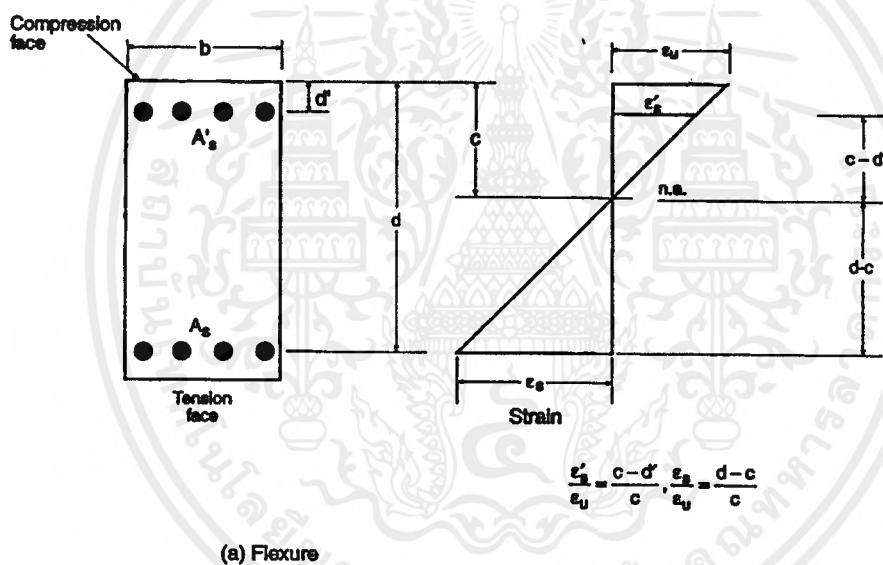 Compression
face
b
d'
A's
c
d
As
Tension
face
εu
ε's
n.a.
c – d'
d-c
εs
Strain
ε's/εu = (c – d')/c , εs/εu = (d – c)/c
(a) Flexure